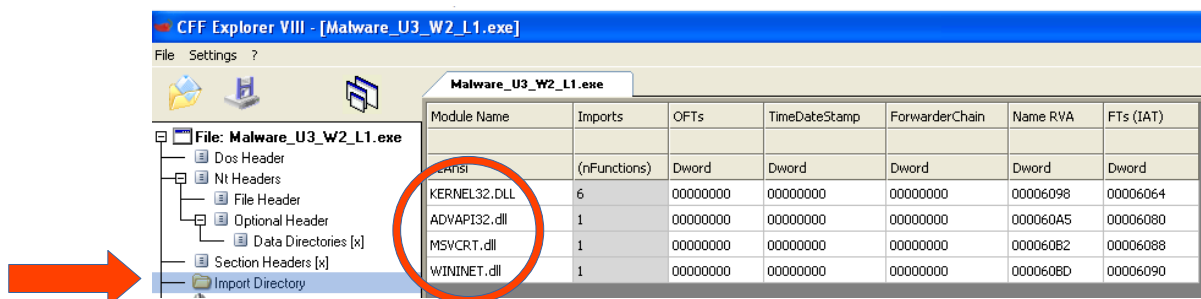 CFF Explorer VIII - [Malware_U3_W2_L1.exe]
File Settings ?
Malware_U3_W2_L1.exe
File: Malware_U3_W2_L1.exe
Dos Header
Nt Headers
File Header
Optional Header
Data Directories [x]
Section Headers [x]
Import Directory
Module Name Imports OFTs TimeDateStamp ForwarderChain Name RVA FTs (IAT)
(nFunctions) Dword Dword Dword Dword Dword
KERNEL32.DLL 6 00000000 00000000 00000000 00006098 00006064
ADVAPI32.dll 1 00000000 00000000 00000000 000060A5 00006080
MSVCRT.dll 1 00000000 00000000 00000000 000060B2 00006088
WININET.dll 1 00000000 00000000 00000000 000060BD 00006090